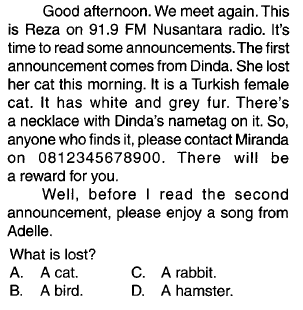 Good afternoon. We meet again. This
is Reza on 91.9 FM Nusantara radio. It's
time to read some announcements. The first
announcement comes from Dinda. She lost
her cat this morning. It is a Turkish female
cat. It has white and grey fur. There's
a necklace with Dinda's nametag on it. So,
anyone who finds it, please contact Miranda
on 0812345678900. There will be
a reward for you.
Well, before I read the second
announcement, please enjoy a song from
Adelle.
What is lost?
A. A cat. C. A rabbit.
B. A bird. D. A hamster.